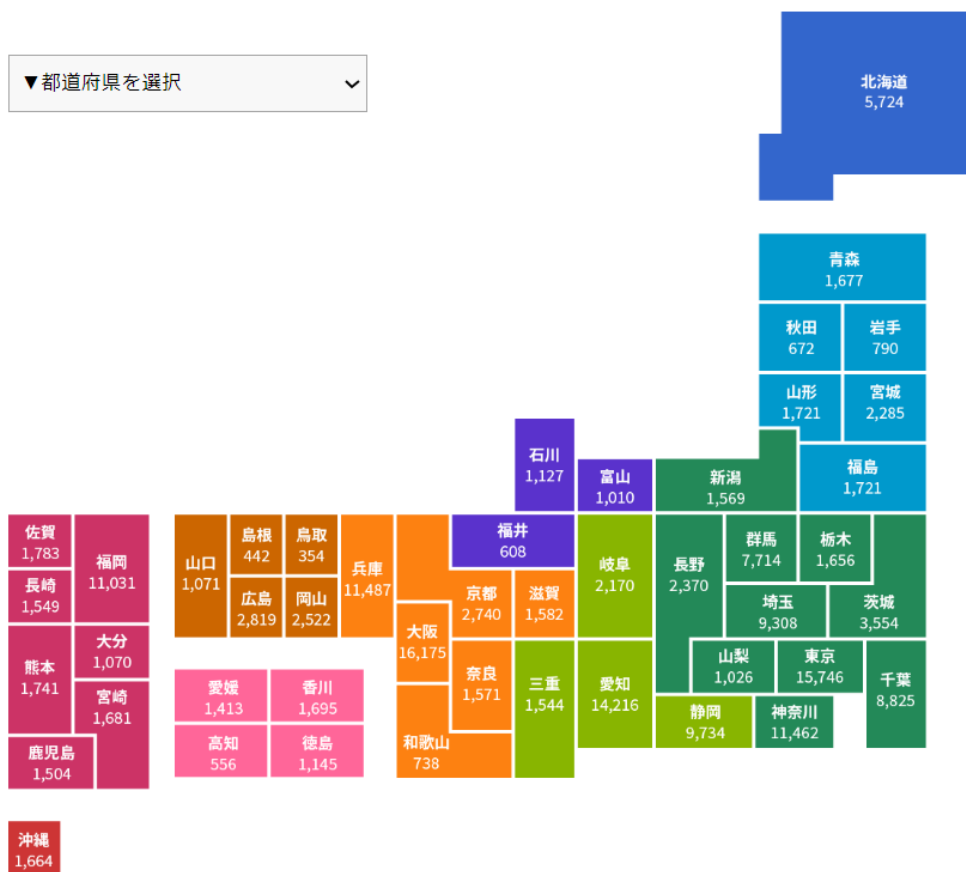 ▼都道府県を選択
北海道
5,724
青森
1,677
秋田
672
岩手
790
山形
1,721
宮城
2,285
福島
1,721
石川
1,127
富山
1,010
新潟
1,569
佐賀
1,783
福岡
11,031
長崎
1,549
熊本
1,741
大分
1,070
宮崎
1,681
鹿児島
1,504
沖縄
1,664
山口
1,071
島根
442
鳥取
354
広島
2,819
岡山
2,522
兵庫
11,487
愛媛
1,413
香川
1,695
高知
556
徳島
1,145
福井
608
京都
2,740
滋賀
1,582
大阪
16,175
奈良
1,571
和歌山
738
三重
1,544
岐阜
2,170
愛知
14,216
静岡
9,734
長野
2,370
群馬
7,714
栃木
1,656
埼玉
9,308
茨城
3,554
山梨
1,026
東京
15,746
神奈川
11,462
千葉
8,825